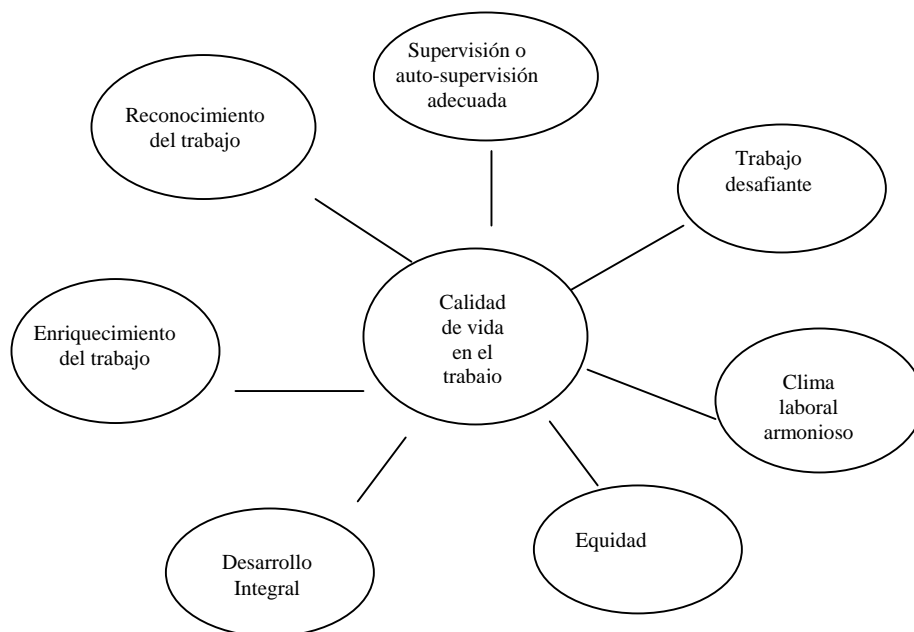 Supervisión o
auto-supervisión
adecuada
Reconocimiento
del trabajo
Trabajo
desafiante
Calidad
de vida
en el
trabajo
Enriquecimiento
del trabajo
Clima
laboral
armonioso
Equidad
Desarrollo
Integral